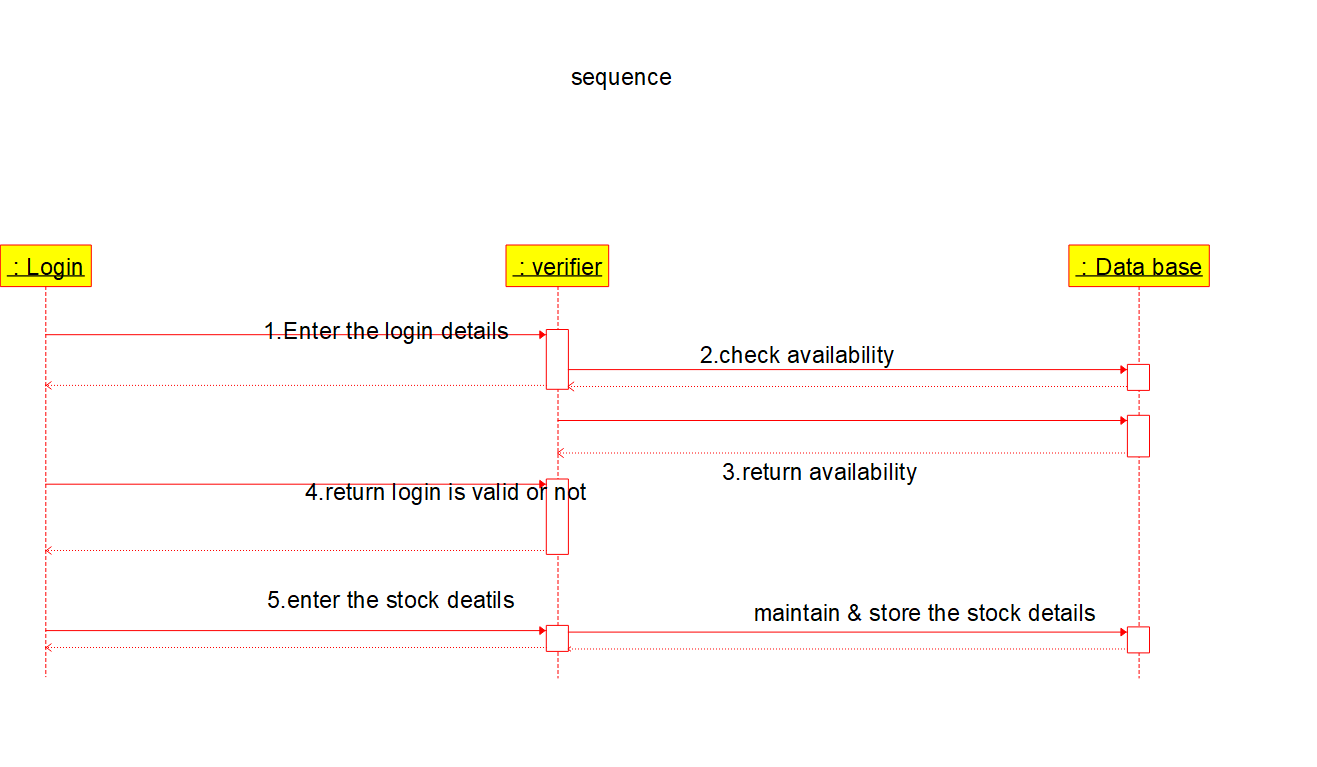 sequence
: Login
: verifier
: Data base
1.Enter the login details
2.check availability
3.return availability
4.return login is valid or not
5.enter the stock deatils
maintain & store the stock details